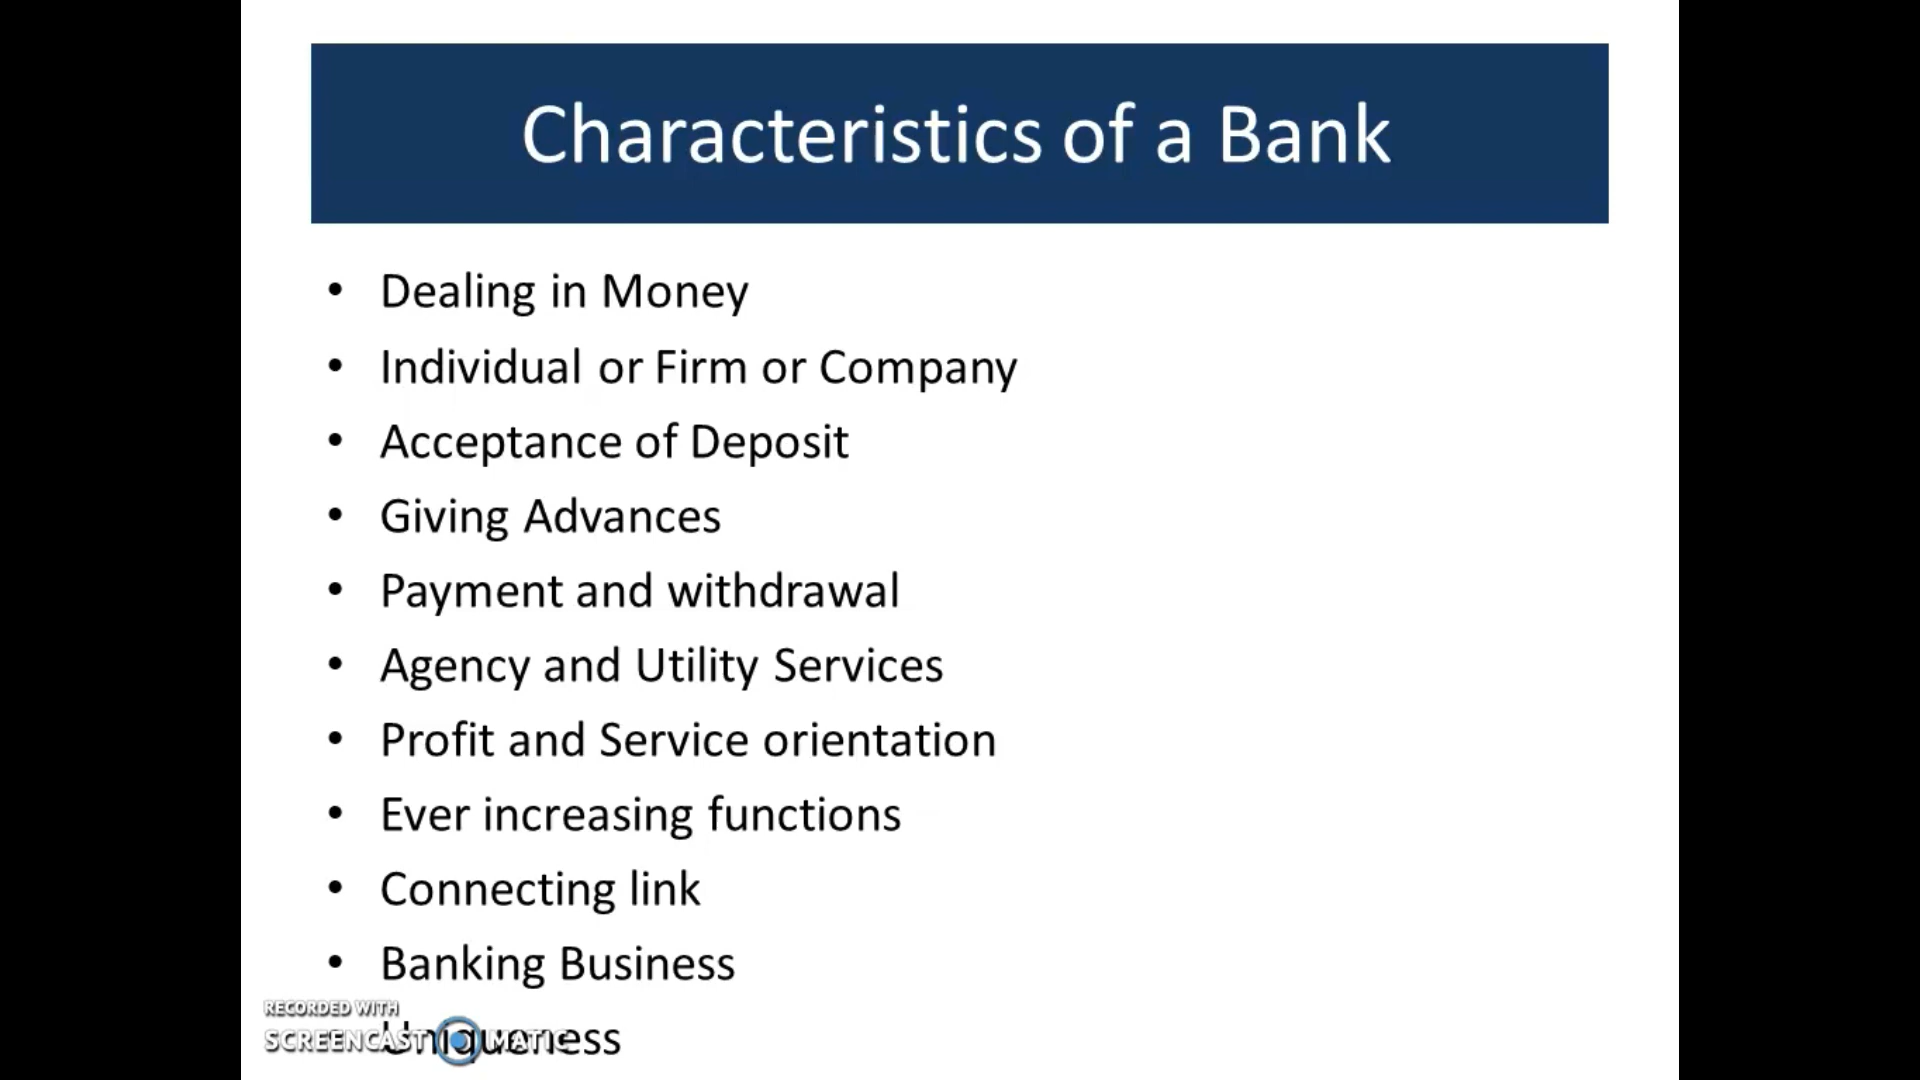 Characteristics of a Bank
• Dealing in Money
• Individual or Firm or Company
• Acceptance of Deposit
• Giving Advances
• Payment and withdrawal
• Agency and Utility Services
• Profit and Service orientation
• Ever increasing functions
• Connecting link
• Banking Business
RECORDED WITH
• Uniqueness
SCREENCAST MATIC